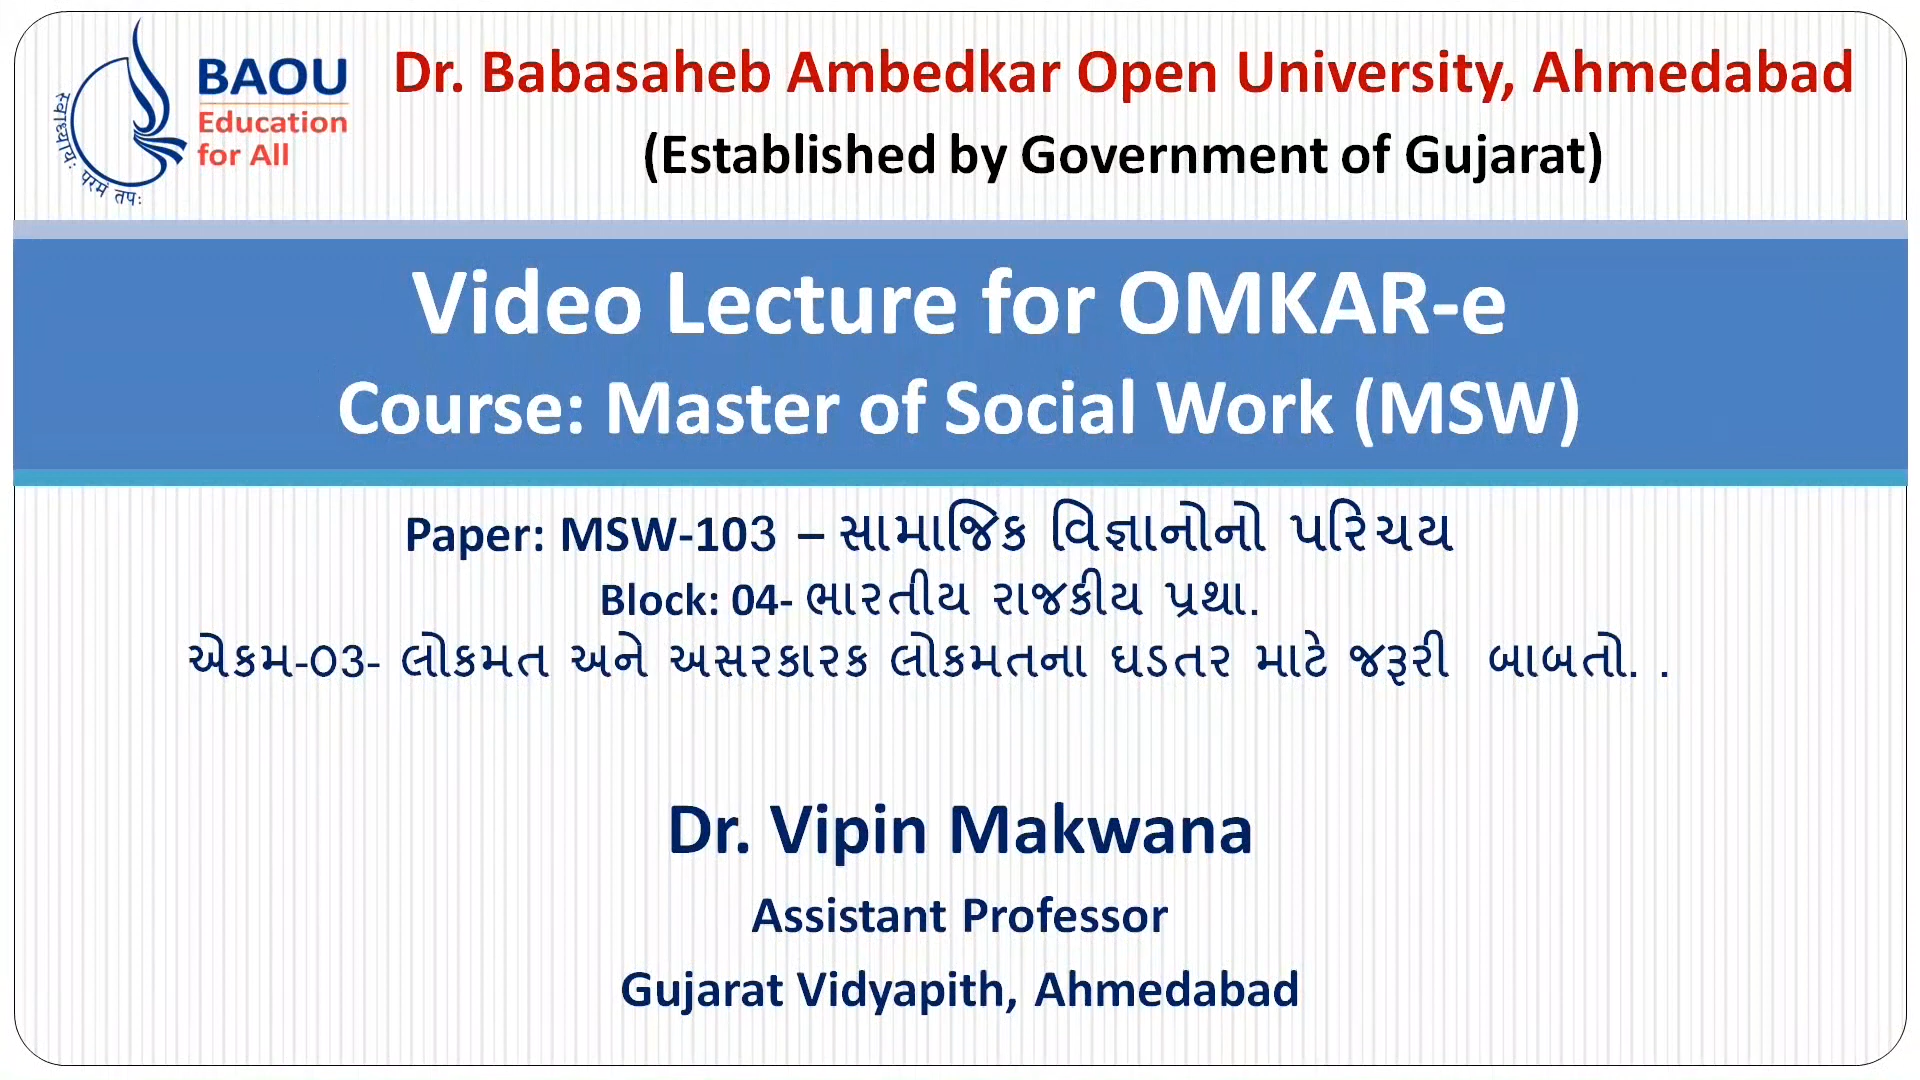 BAOU
Education
for All
स्वाध्यायः परमं तपः
Dr. Babasaheb Ambedkar Open University, Ahmedabad
(Established by Government of Gujarat)
Video Lecture for OMKAR-e
Course: Master of Social Work (MSW)
Paper: MSW-103 – સામાજિક વિજ્ઞાનોનો પરિચય
Block: 04- ભારતીય રાજકીય પ્રથા.
એકમ-03- લોકમત અને અસરકારક લોકમતના ઘડતર માટે જરૂરી બાબતો. .
Dr. Vipin Makwana
Assistant Professor
Gujarat Vidyapith, Ahmedabad